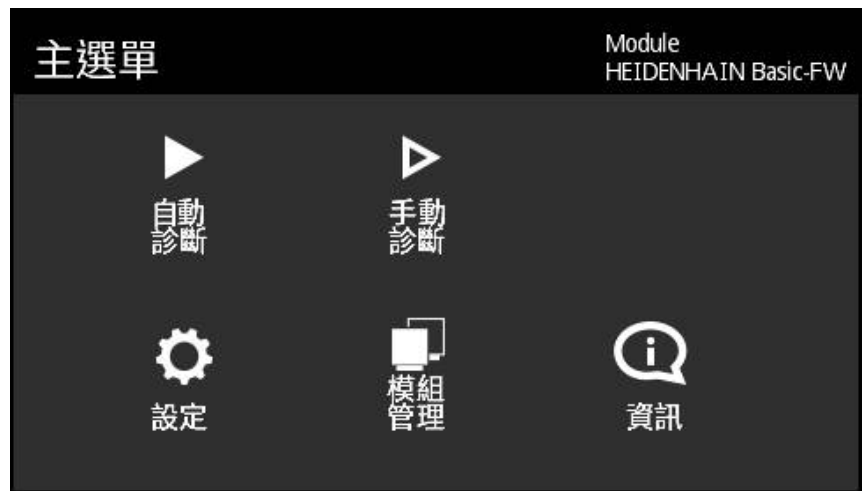 主選單
Module
HEIDENHAIN Basic-FW
自動
診斷
手動
診斷
設定
模組
管理
資訊